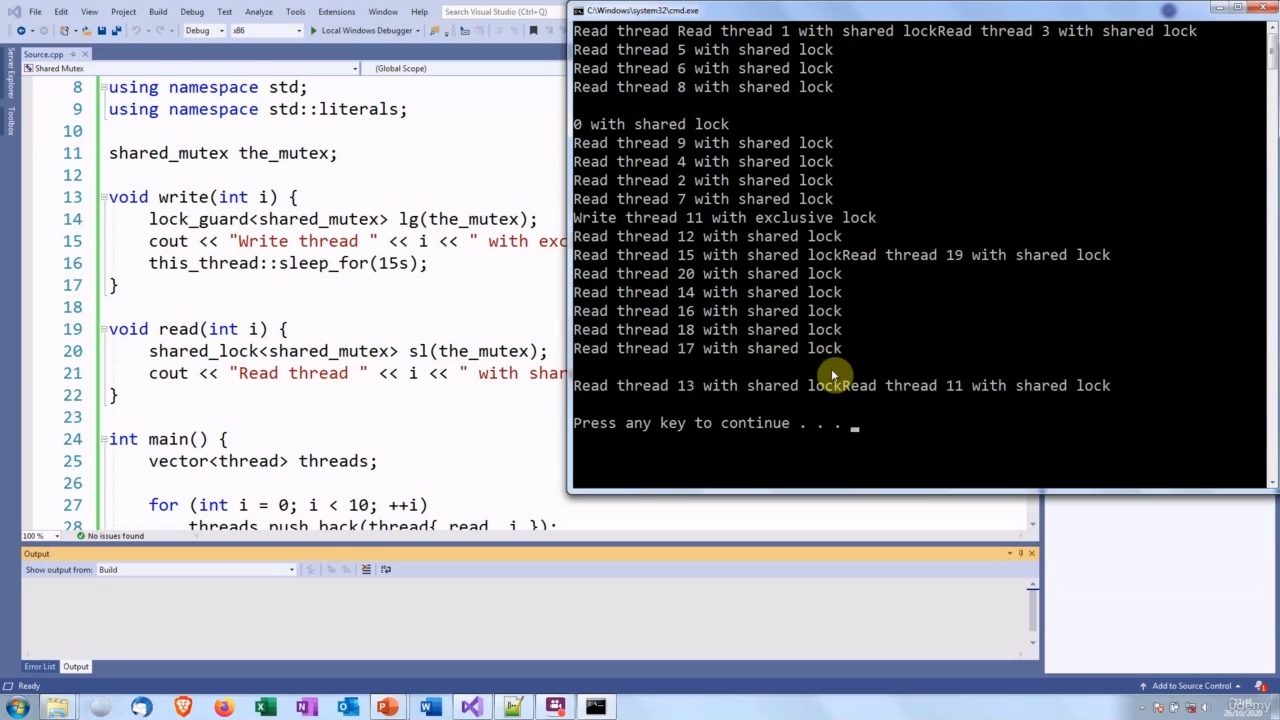 File Edit View Project Build Debug Test Analyze Tools Extensions Window Help Search Visual Studio (Ctrl+Q)
C:\Windows\system32\cmd.exe
Debug x86 Local Windows Debugger
Server Explorer
Toolbox
Source.cpp
Shared Mutex (Global Scope)
8 using namespace std;
9 using namespace std::literals;
10
11 shared_mutex the_mutex;
12
13 void write(int i) {
14 lock_guard<shared_mutex> lg(the_mutex);
15 cout << "Write thread " << i << " with exc
16 this_thread::sleep_for(15s);
17 }
18
19 void read(int i) {
20 shared_lock<shared_mutex> sl(the_mutex);
21 cout << "Read thread " << i << " with shar
22 }
23
24 int main() {
25 vector<thread> threads;
26
27 for (int i = 0; i < 10; ++i)
28 threads.push_back(thread{ read, i });
Read thread Read thread 1 with shared lockRead thread 3 with shared lock
Read thread 5 with shared lock
Read thread 6 with shared lock
Read thread 8 with shared lock
0 with shared lock
Read thread 9 with shared lock
Read thread 4 with shared lock
Read thread 2 with shared lock
Read thread 7 with shared lock
Write thread 11 with exclusive lock
Read thread 12 with shared lock
Read thread 15 with shared lockRead thread 19 with shared lock
Read thread 20 with shared lock
Read thread 14 with shared lock
Read thread 16 with shared lock
Read thread 18 with shared lock
Read thread 17 with shared lock
Read thread 13 with shared lockRead thread 11 with shared lock
Press any key to continue . . .
100 % No issues found
Output
Show output from: Build
Error List Output
Ready Add to Source Control 1
udemy
26/10/2020